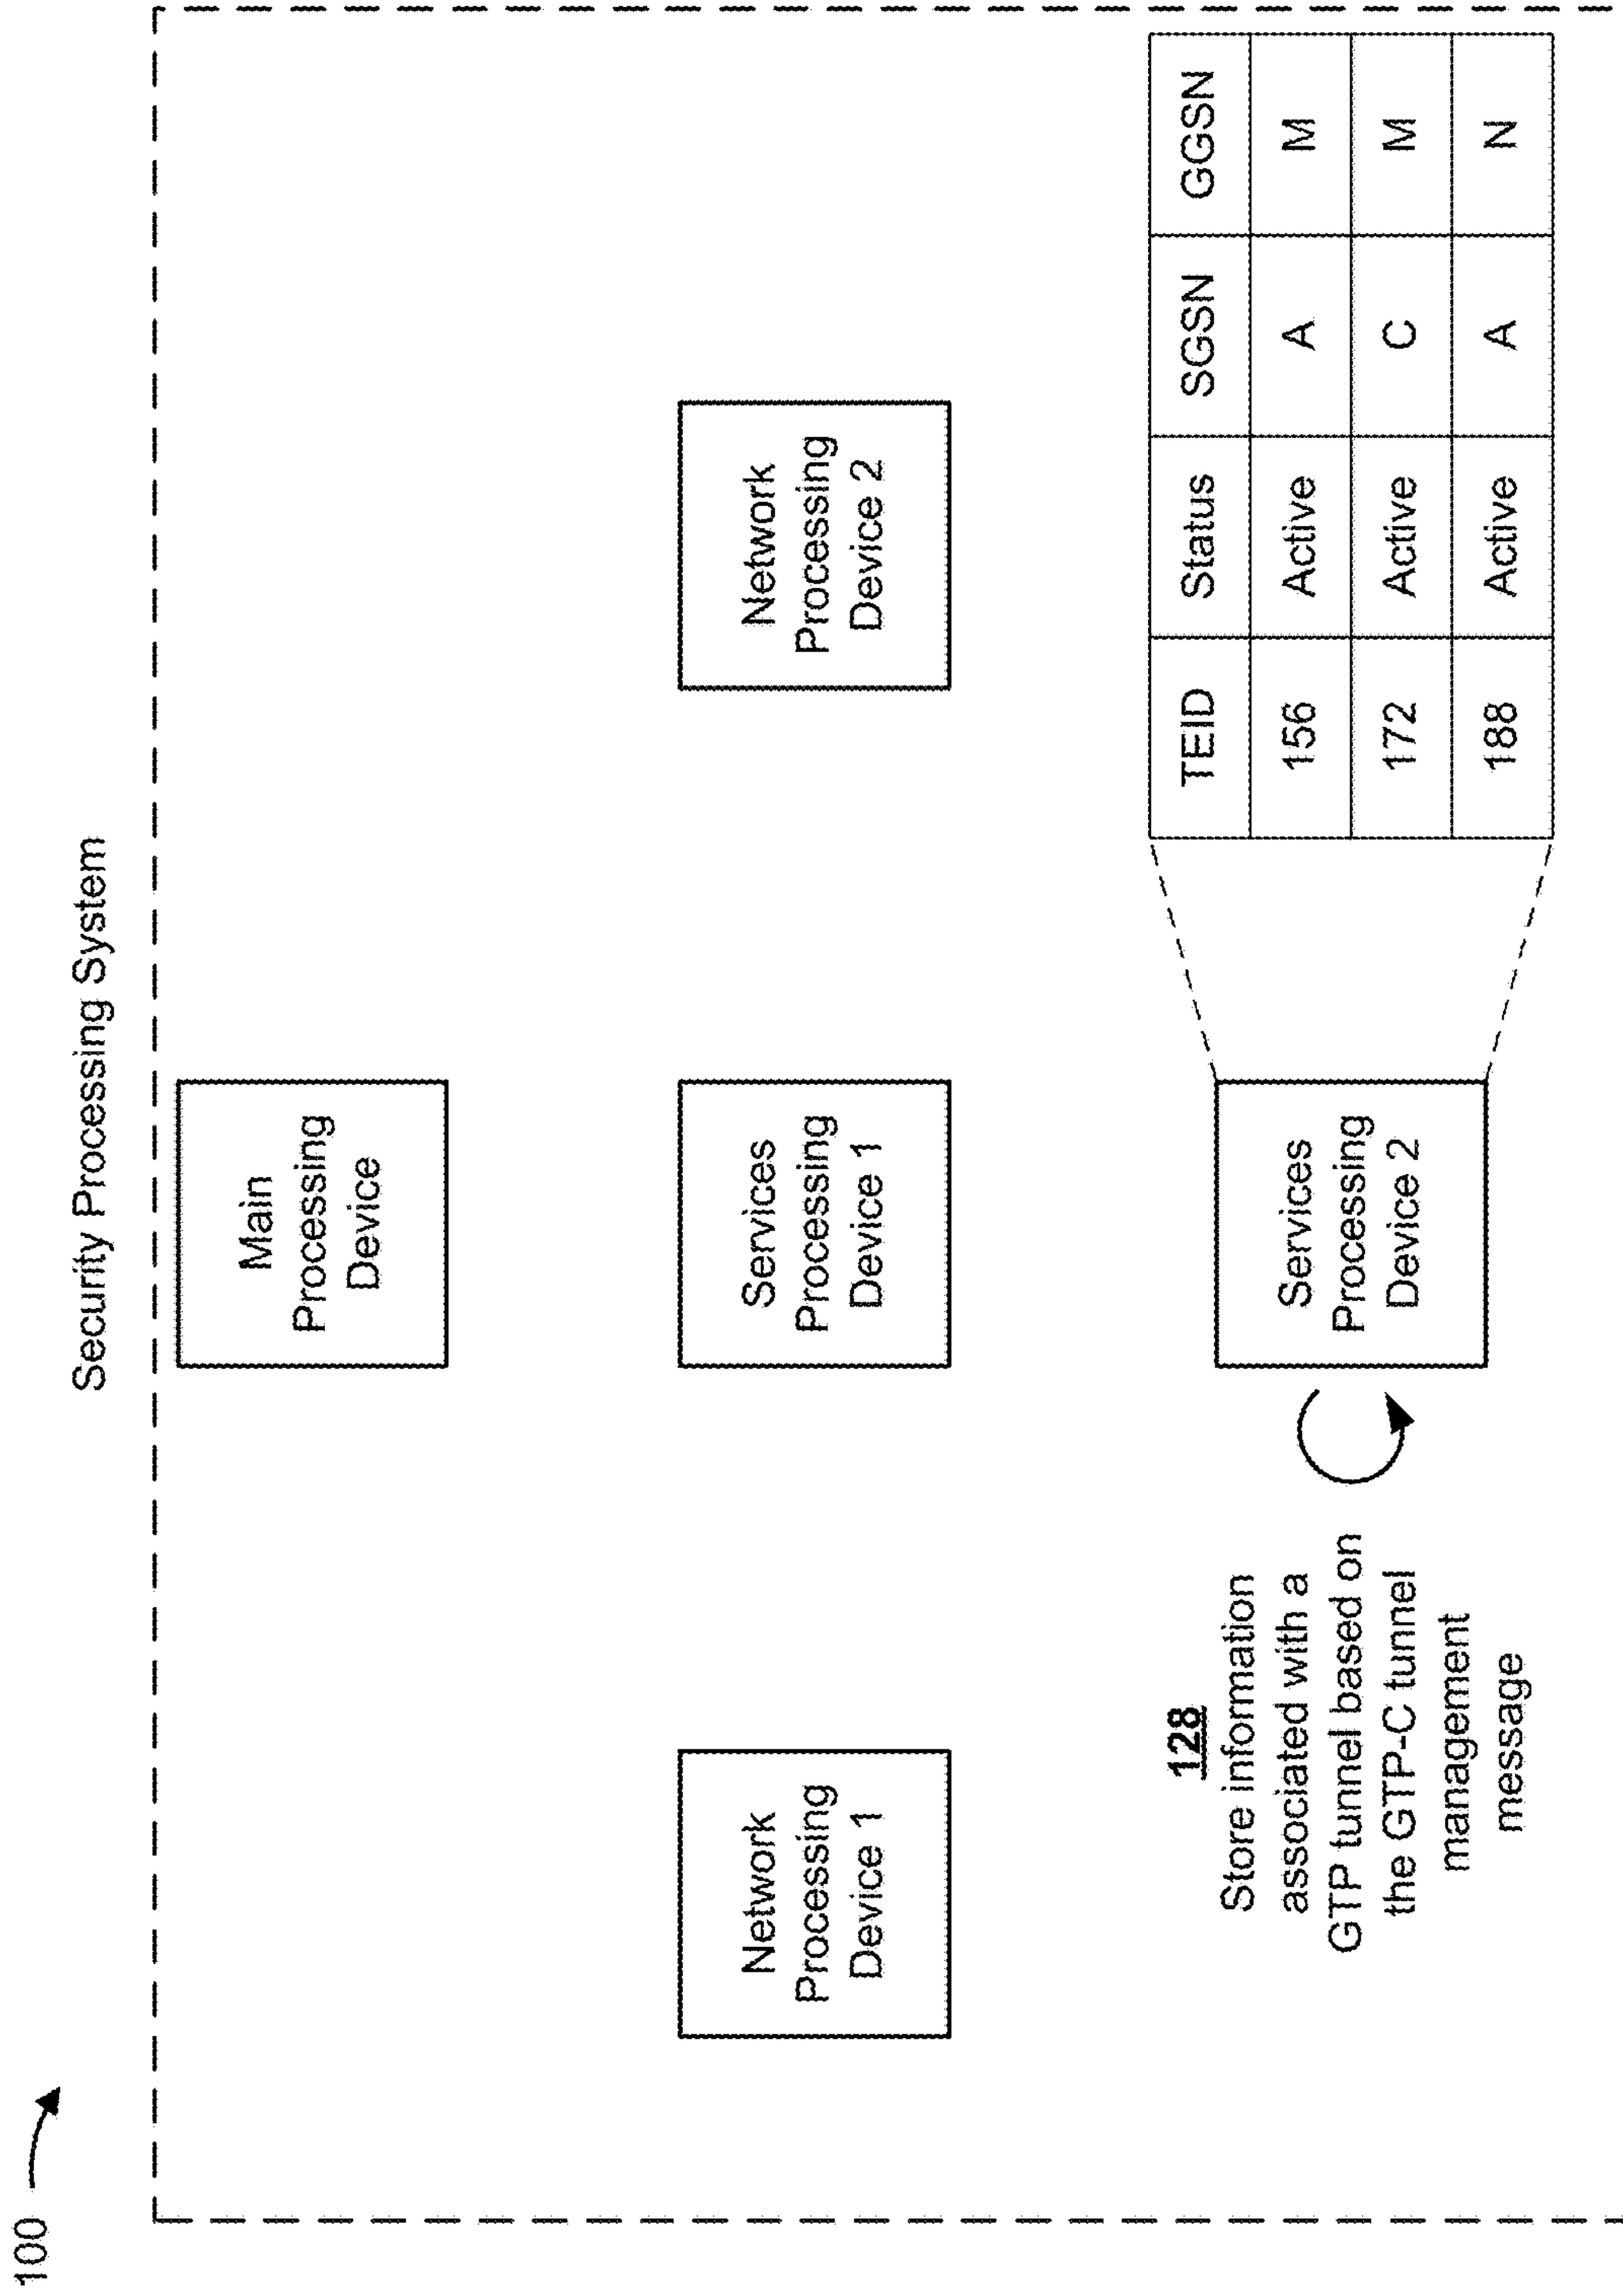 100
Security Processing System
Main
Processing
Device
Network
Processing
Device 1
Services
Processing
Device 1
Network
Processing
Device 2
128
Store information
associated with a
GTP tunnel based on
the GTP-C tunnel
management
message
Services
Processing
Device 2
TEID Status SGSN GGSN
156 Active A M
172 Active C M
188 Active A N